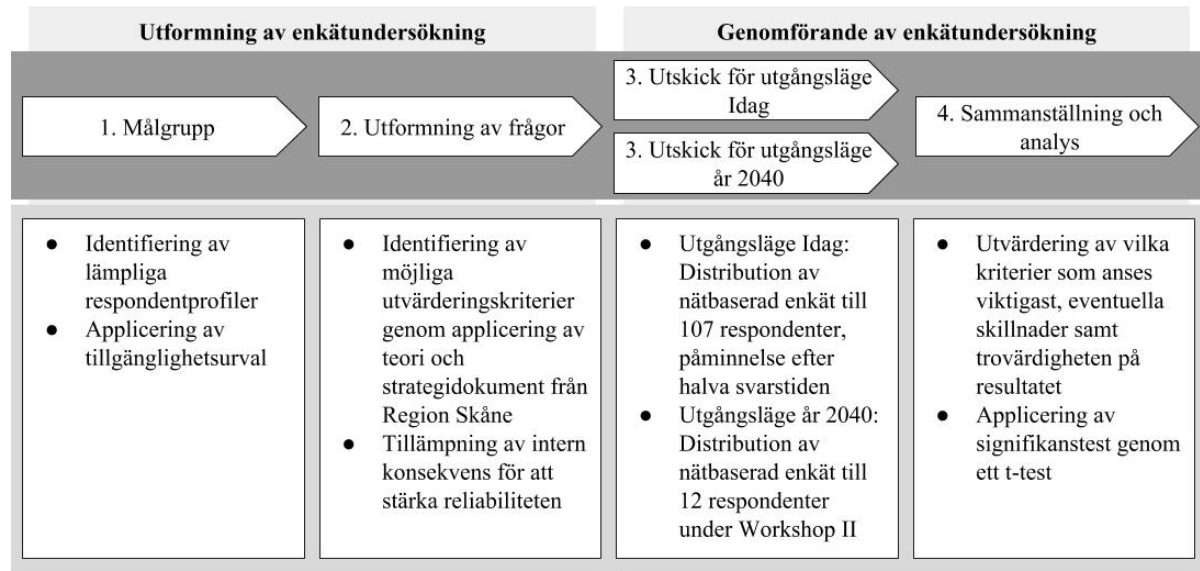 Utformning av enkätundersökning
Genomförande av enkätundersökning
1. Målgrupp
2. Utformning av frågor
3. Utskick för utgångsläge
Idag
3. Utskick för utgångsläge
år 2040
4. Sammanställning och
analys
● Identifiering av
lämpliga
respondentprofiler
● Applicering av
tillgänglighetsurval
● Identifiering av
möjliga
utvärderingskriterier
genom applicering av
teori och
strategidokument från
Region Skåne
● Tillämpning av intern
konsekvens för att
stärka reliabiliteten
● Utgångsläge Idag:
Distribution av
nätbaserad enkät till
107 respondenter,
påminnelse efter
halva svarstiden
● Utgångsläge år 2040:
Distribution av
nätbaserad enkät till
12 respondenter
under Workshop II
● Utvärdering av vilka
kriterier som anses
viktigast, eventuella
skillnader samt
trovärdigheten på
resultatet
● Applicering av
signifikanstest genom
ett t-test